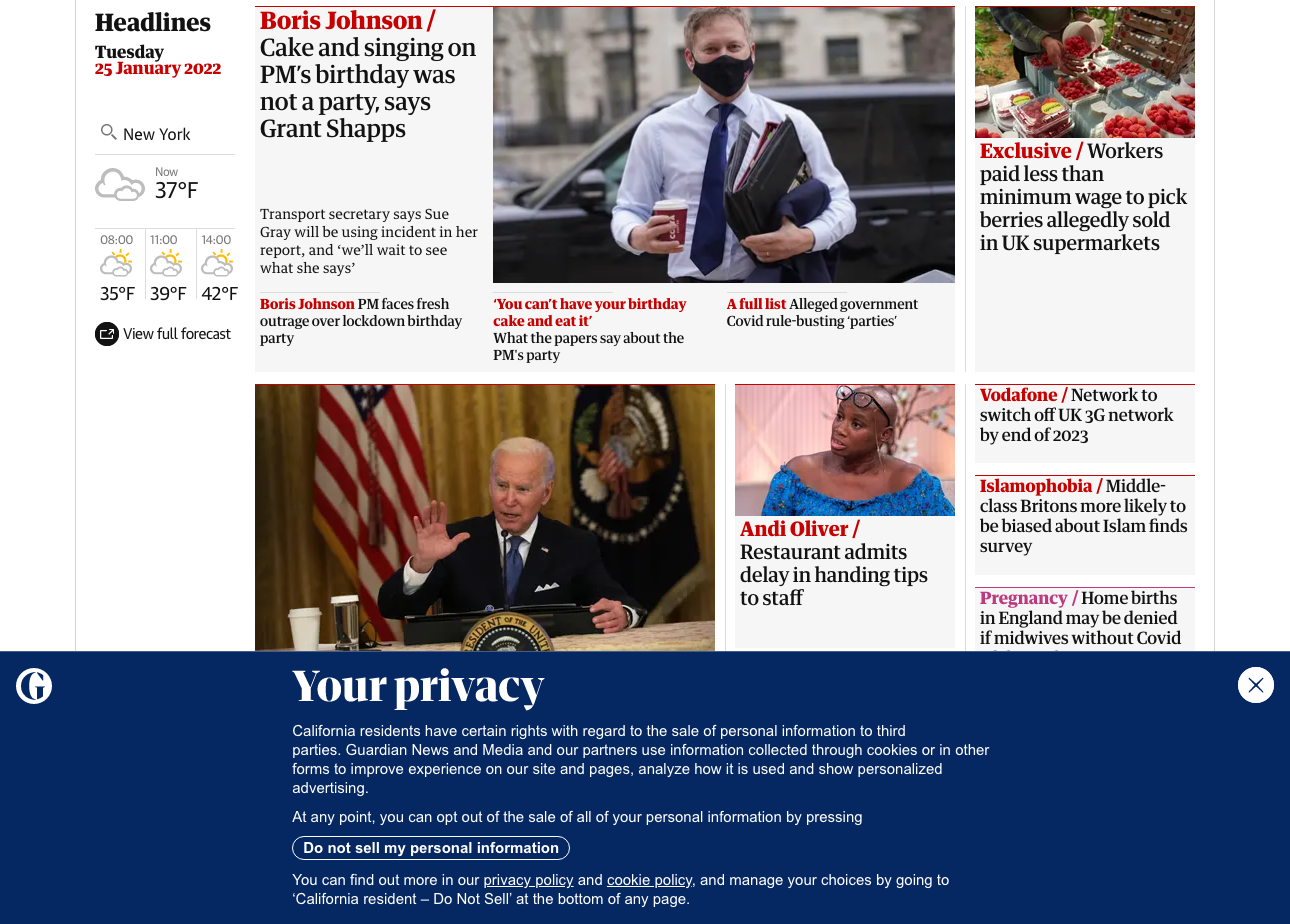 Headlines
Tuesday
25 January 2022
New York
Now
37°F
08:00
11:00
14:00
35°F
39°F
42°F
View full forecast
Boris Johnson /
Cake and singing on
PM’s birthday was
not a party, says
Grant Shapps
Transport secretary says Sue
Gray will be using incident in her
report, and ‘we’ll wait to see
what she says’
Boris Johnson PM faces fresh
outrage over lockdown birthday
party
‘You can’t have your birthday
cake and eat it’
What the papers say about the
PM's party
A full list Alleged government
Covid rule-busting ‘parties’
Exclusive / Workers
paid less than
minimum wage to pick
berries allegedly sold
in UK supermarkets
PRESIDENT OF THE UNIT
Andi Oliver /
Restaurant admits
delay in handing tips
to staff
Vodafone / Network to
switch off UK 3G network
by end of 2023
Islamophobia / Middle-
class Britons more likely to
be biased about Islam finds
survey
Pregnancy / Home births
in England may be denied
if midwives without Covid
Your privacy
California residents have certain rights with regard to the sale of personal information to third
parties. Guardian News and Media and our partners use information collected through cookies or in other
forms to improve experience on our site and pages, analyze how it is used and show personalized
advertising.
At any point, you can opt out of the sale of all of your personal information by pressing
Do not sell my personal information
You can find out more in our privacy policy and cookie policy, and manage your choices by going to
‘California resident – Do Not Sell’ at the bottom of any page.